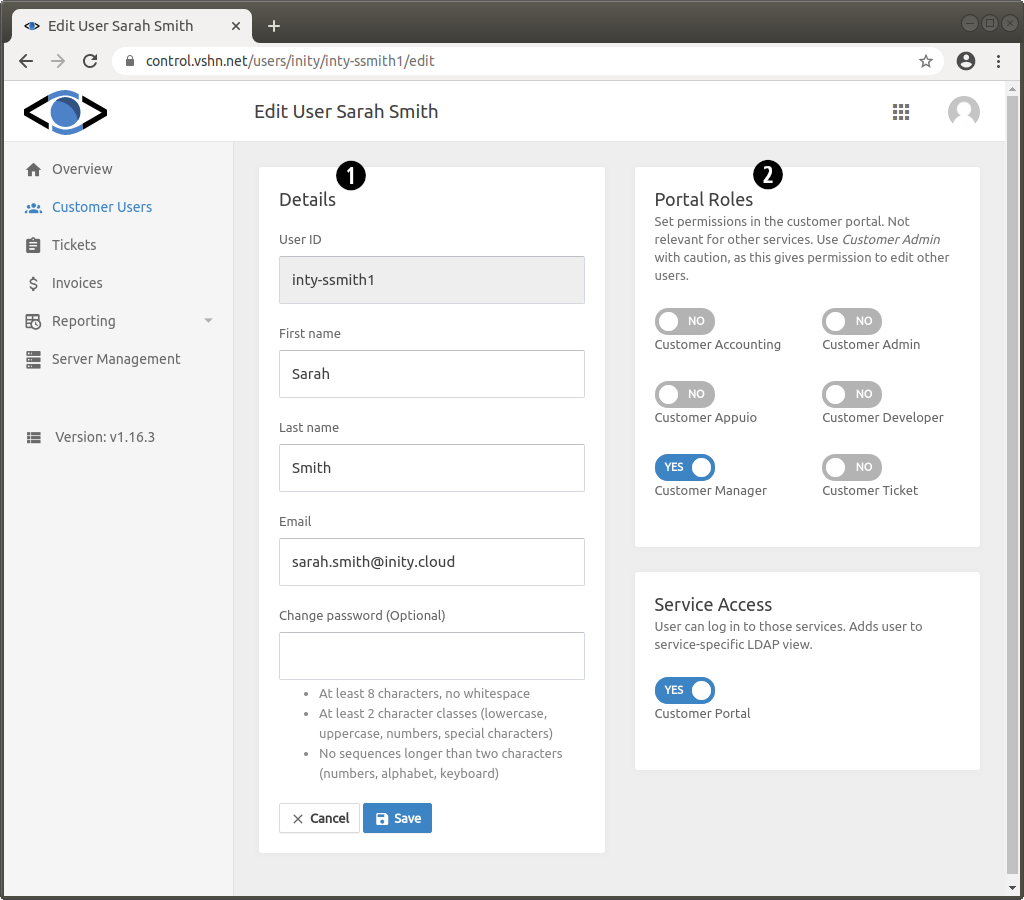 Edit User Sarah Smith
control.vshn.net/users/inity/inty-ssmith1/edit
Edit User Sarah Smith
Overview
Customer Users
Tickets
Invoices
Reporting
Server Management
Version: v1.16.3
1
Details
User ID
inty-ssmith1
First name
Sarah
Last name
Smith
Email
sarah.smith@inity.cloud
Change password (Optional)
• At least 8 characters, no whitespace
• At least 2 character classes (lowercase,
uppercase, numbers, special characters)
• No sequences longer than two characters
(numbers, alphabet, keyboard)
Cancel
Save
2
Portal Roles
Set permissions in the customer portal. Not
relevant for other services. Use Customer Admin
with caution, as this gives permission to edit other
users.
NO
Customer Accounting
NO
Customer Admin
NO
Customer Appuio
NO
Customer Developer
YES
Customer Manager
NO
Customer Ticket
Service Access
User can log in to those services. Adds user to
service-specific LDAP view.
YES
Customer Portal